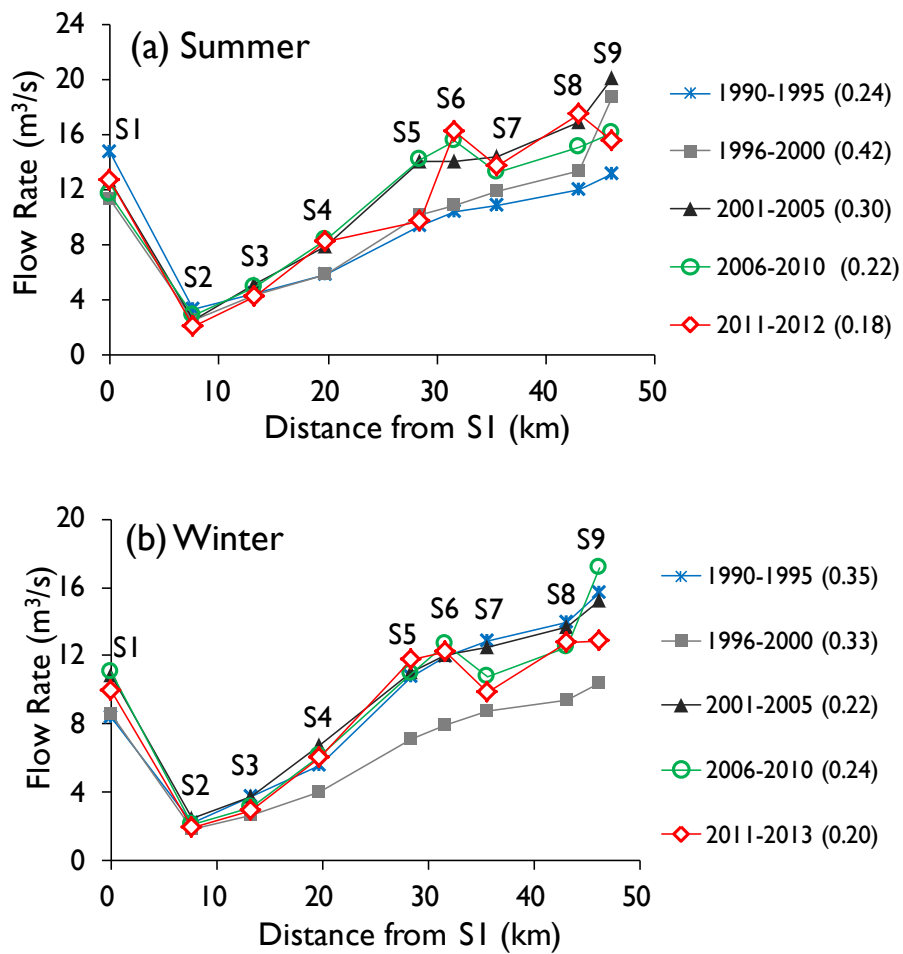 (a) Summer
Flow Rate (m³/s)
24
20
16
12
8
4
0
S1
S2
S3
S4
S5
S6
S7
S8
S9
0 10 20 30 40 50
Distance from S1 (km)
1990-1995 (0.24)
1996-2000 (0.42)
2001-2005 (0.30)
2006-2010 (0.22)
2011-2012 (0.18)
(b) Winter
Flow Rate (m³/s)
20
16
12
8
4
0
S1
S2
S3
S4
S5
S6
S7
S8
S9
0 10 20 30 40 50
Distance from S1 (km)
1990-1995 (0.35)
1996-2000 (0.33)
2001-2005 (0.22)
2006-2010 (0.24)
2011-2013 (0.20)